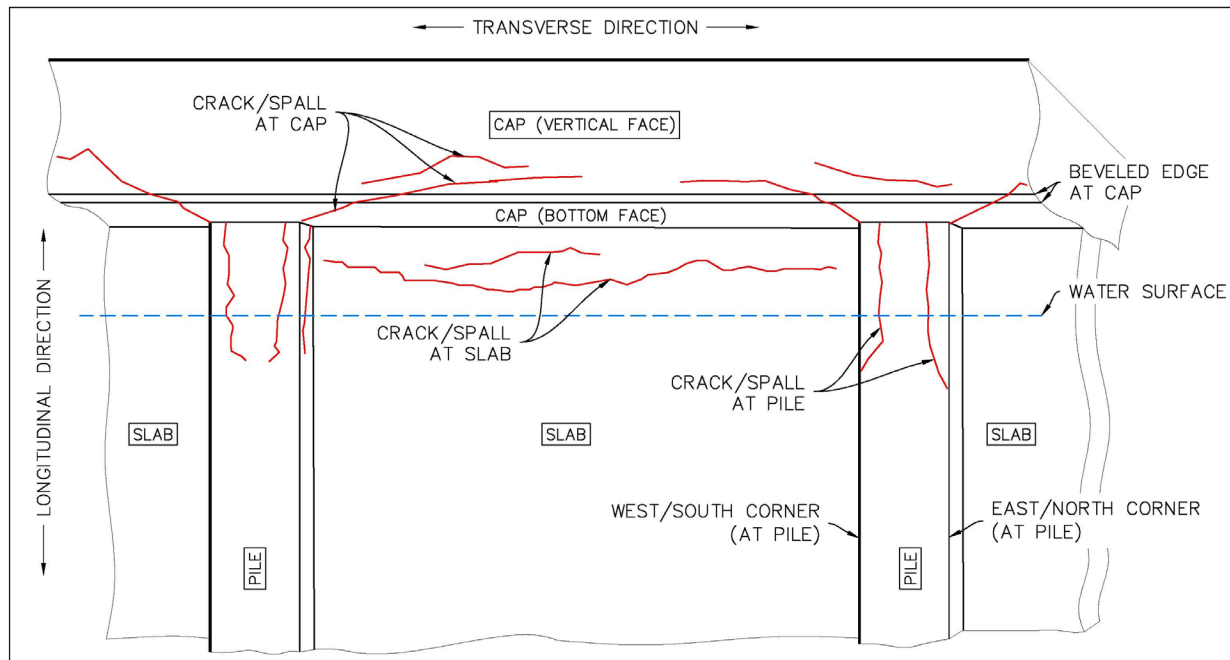 TRANSVERSE DIRECTION
CRACK/SPALL
AT CAP
CAP (VERTICAL FACE)
BEVELED EDGE
AT CAP
CAP (BOTTOM FACE)
LONGITUDINAL DIRECTION
WATER SURFACE
CRACK/SPALL
AT SLAB
CRACK/SPALL
AT PILE
SLAB
SLAB
SLAB
WEST/SOUTH CORNER
(AT PILE)
EAST/NORTH CORNER
(AT PILE)
PILE
PILE